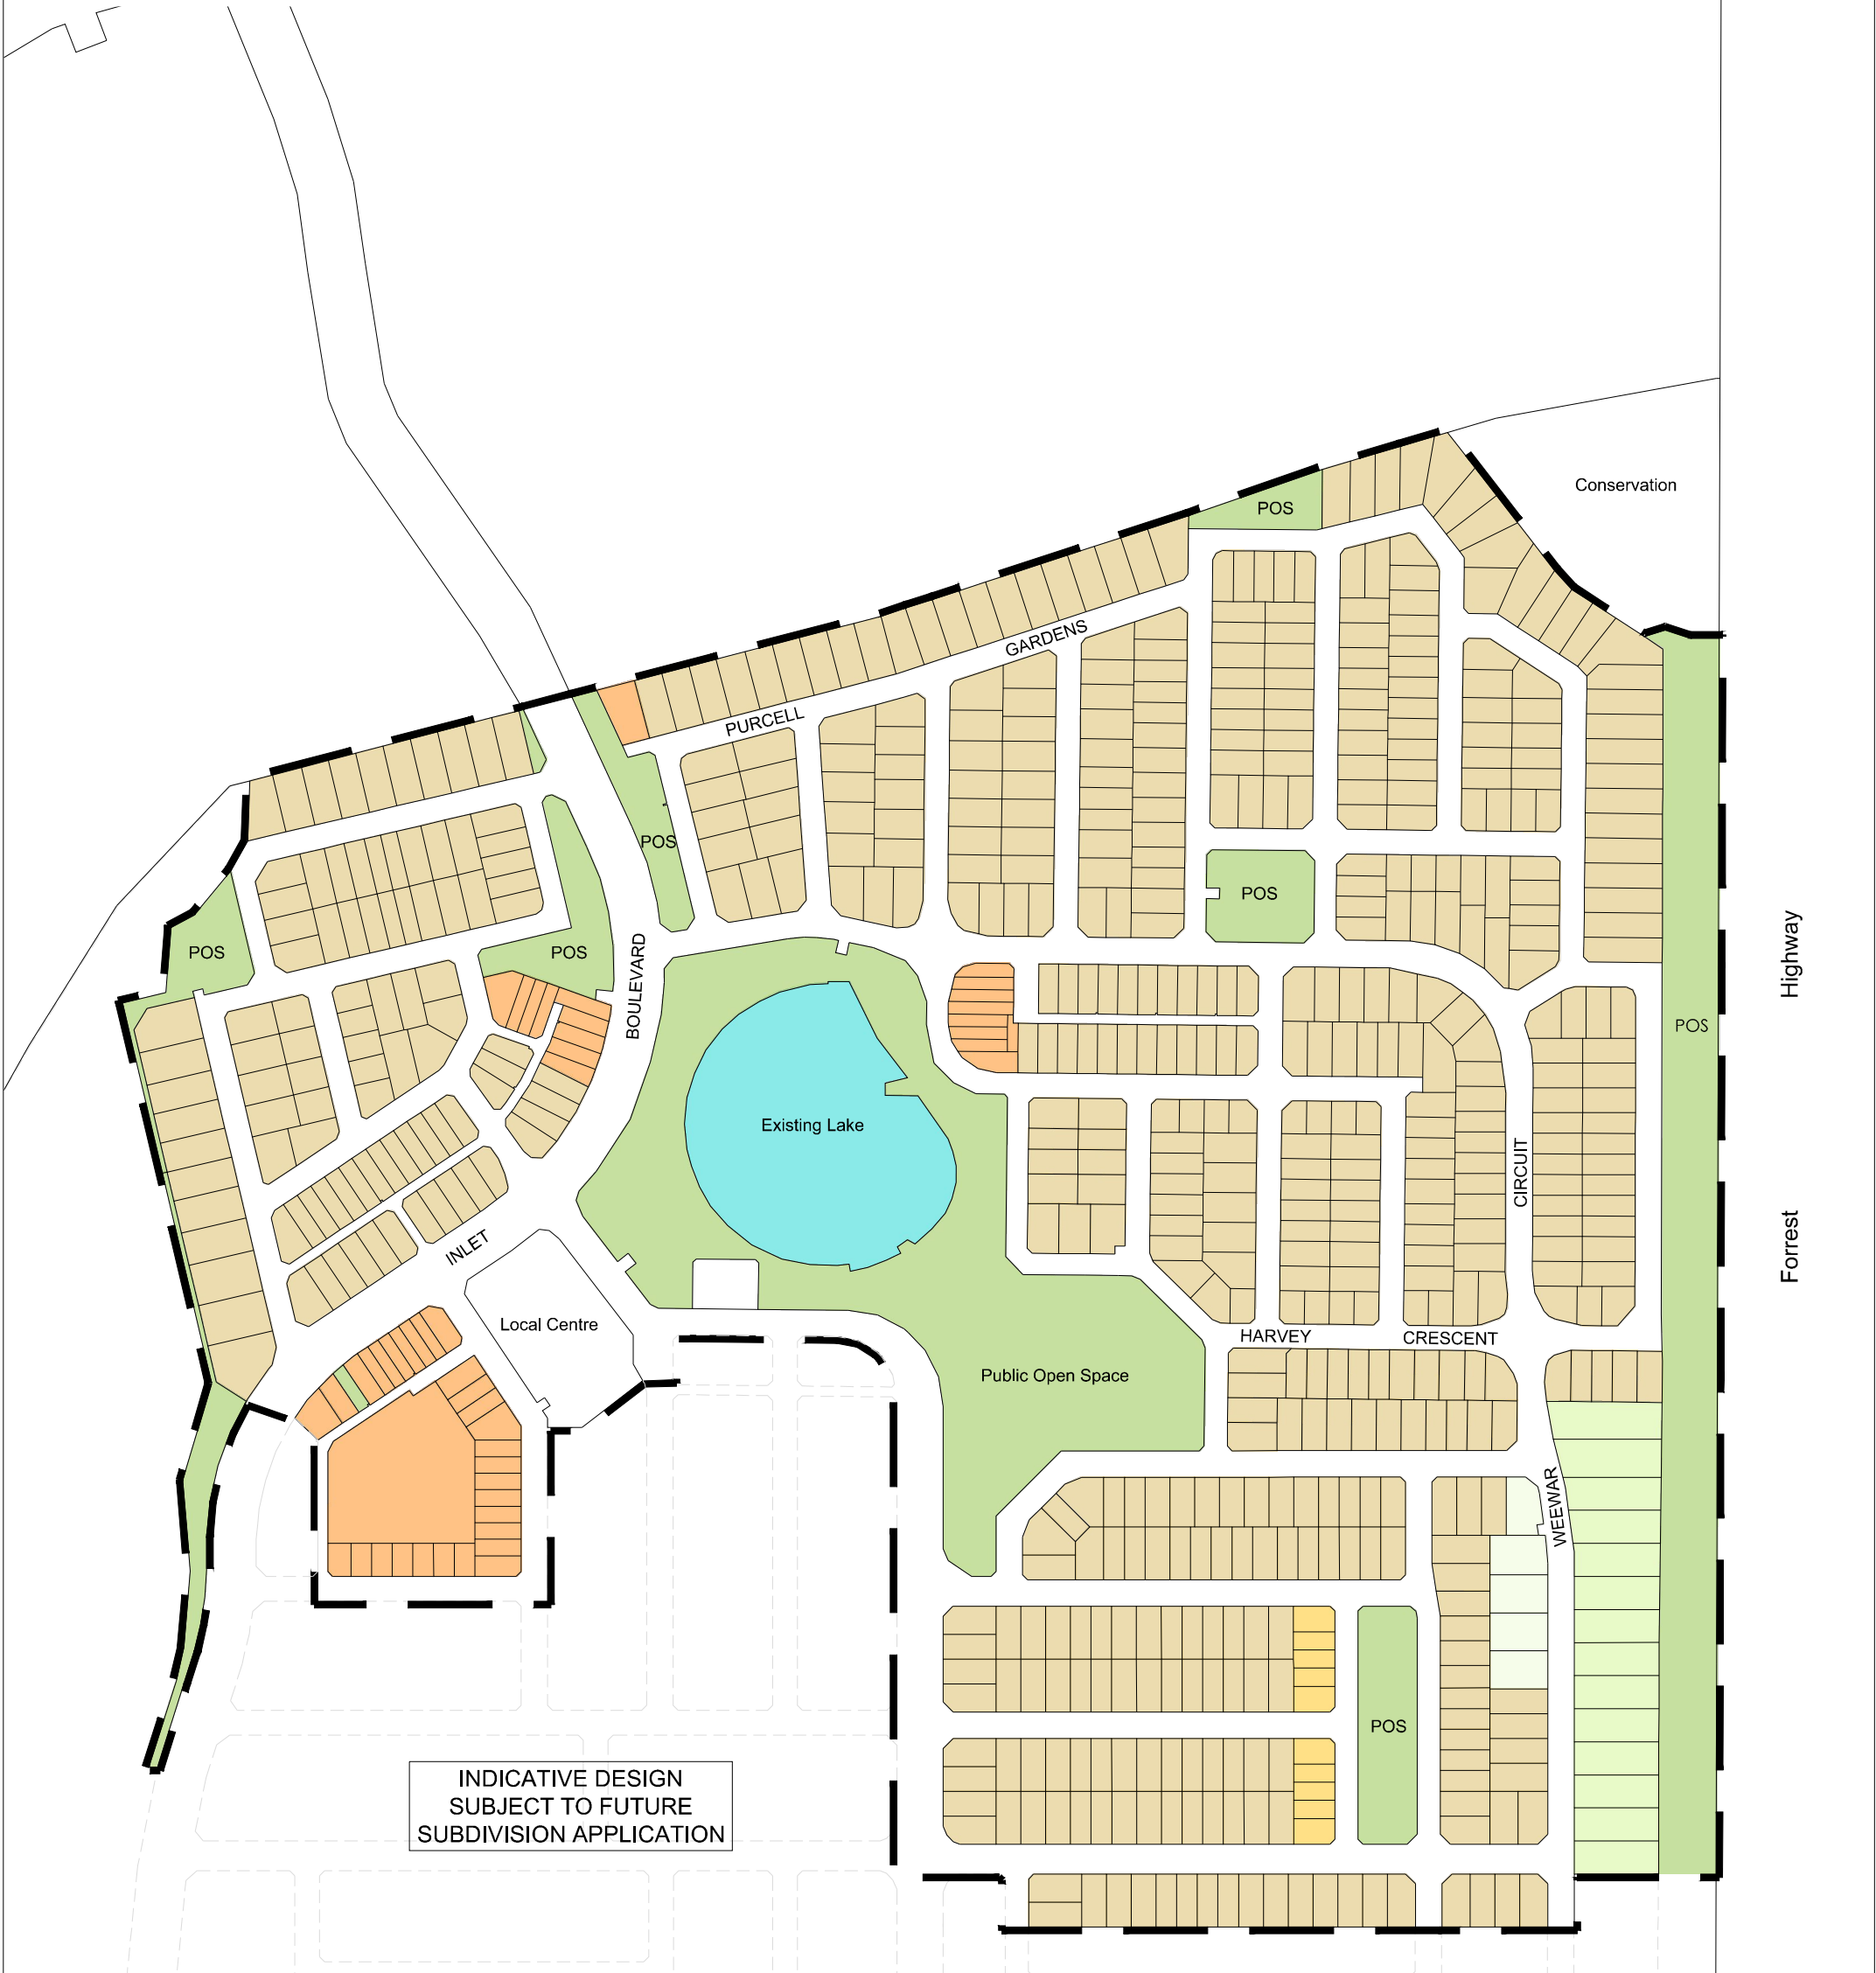 Conservation
POS
GARDENS
PURCELL
POS
POS
POS
POS
BOULEVARD
Highway
POS
Existing Lake
CIRCUIT
INLET
Forrest
Local Centre
HARVEY CRESCENT
Public Open Space
WEEWAR
POS
INDICATIVE DESIGN
SUBJECT TO FUTURE
SUBDIVISION APPLICATION